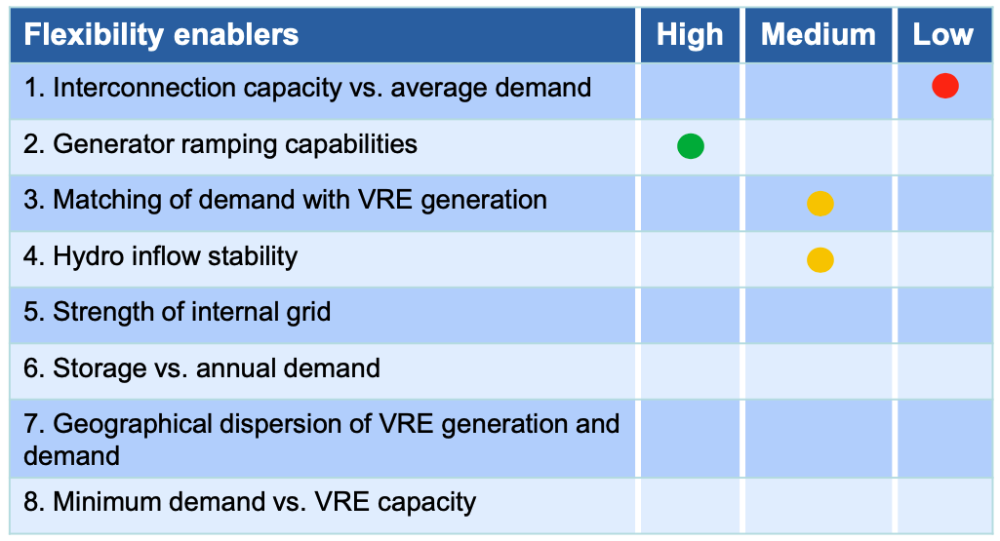 Flexibility enablers High Medium Low
1. Interconnection capacity vs. average demand
2. Generator ramping capabilities
3. Matching of demand with VRE generation
4. Hydro inflow stability
5. Strength of internal grid
6. Storage vs. annual demand
7. Geographical dispersion of VRE generation and
demand
8. Minimum demand vs. VRE capacity